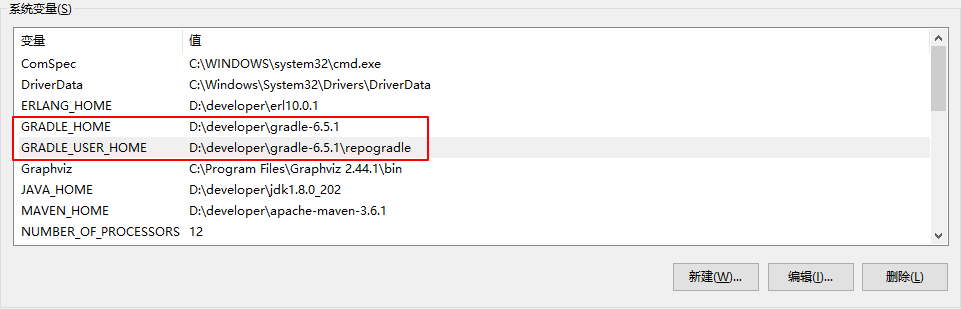 系统变量(S)
变量 值
ComSpec C:\WINDOWS\system32\cmd.exe
DriverData C:\Windows\System32\Drivers\DriverData
ERLANG_HOME D:\developer\erl10.0.1
GRADLE_HOME D:\developer\gradle-6.5.1
GRADLE_USER_HOME D:\developer\gradle-6.5.1\repogradle
Graphviz C:\Program Files\Graphviz 2.44.1\bin
JAVA_HOME D:\developer\jdk1.8.0_202
MAVEN_HOME D:\developer\apache-maven-3.6.1
NUMBER_OF_PROCESSORS 12
新建(W)... 编辑(I)... 删除(L)